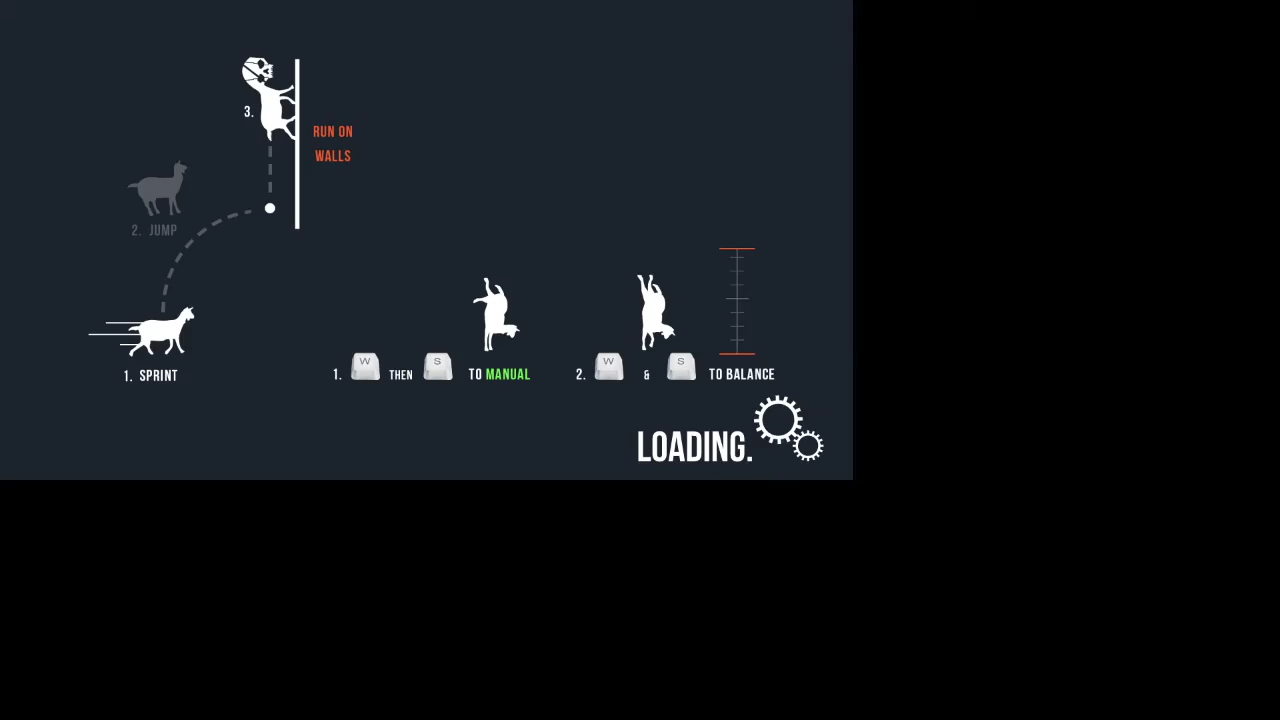 3.
RUN ON
WALLS
2. JUMP
1. SPRINT
1. W THEN S TO MANUAL
2. W & S TO BALANCE
LOADING.